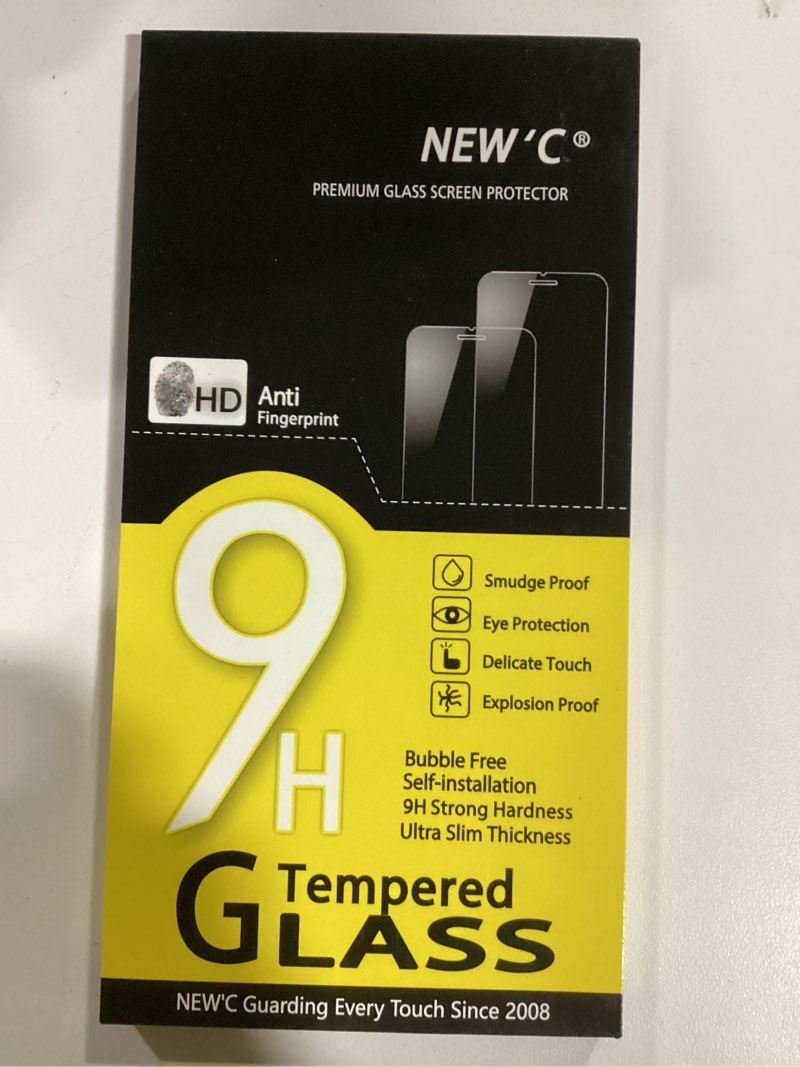 NEW'C®
PREMIUM GLASS SCREEN PROTECTOR
HD
Anti
Fingerprint
9H
Smudge Proof
Eye Protection
Delicate Touch
Explosion Proof
Bubble Free
Self-installation
9H Strong Hardness
Ultra Slim Thickness
Tempered
GLASS
NEW'C Guarding Every Touch Since 2008